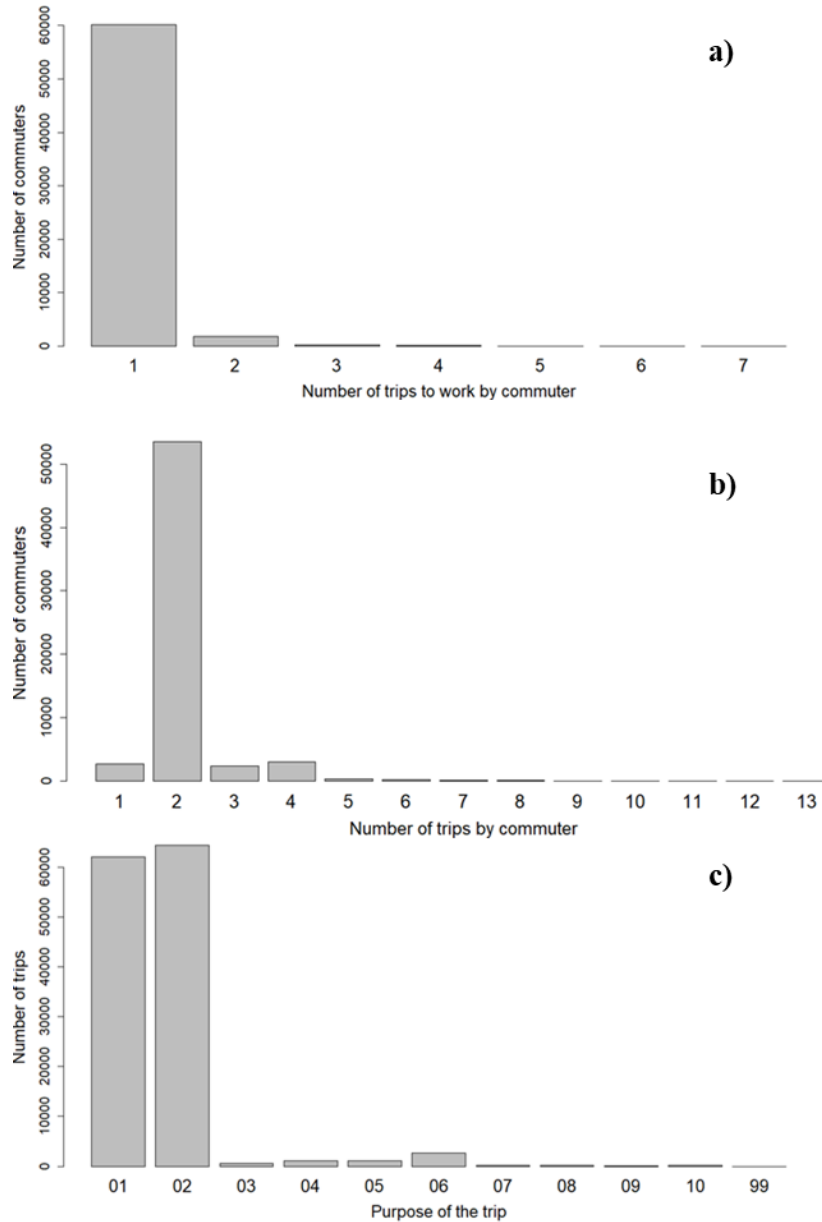 a)
Number of commuters
60000
50000
40000
30000
20000
10000
0
1 2 3 4 5 6 7
Number of trips to work by commuter
b)
Number of commuters
50000
40000
30000
20000
10000
0
1 2 3 4 5 6 7 8 9 10 11 12 13
Number of trips by commuter
c)
Number of trips
60000
50000
40000
30000
20000
10000
0
01 02 03 04 05 06 07 08 09 10 99
Purpose of the trip